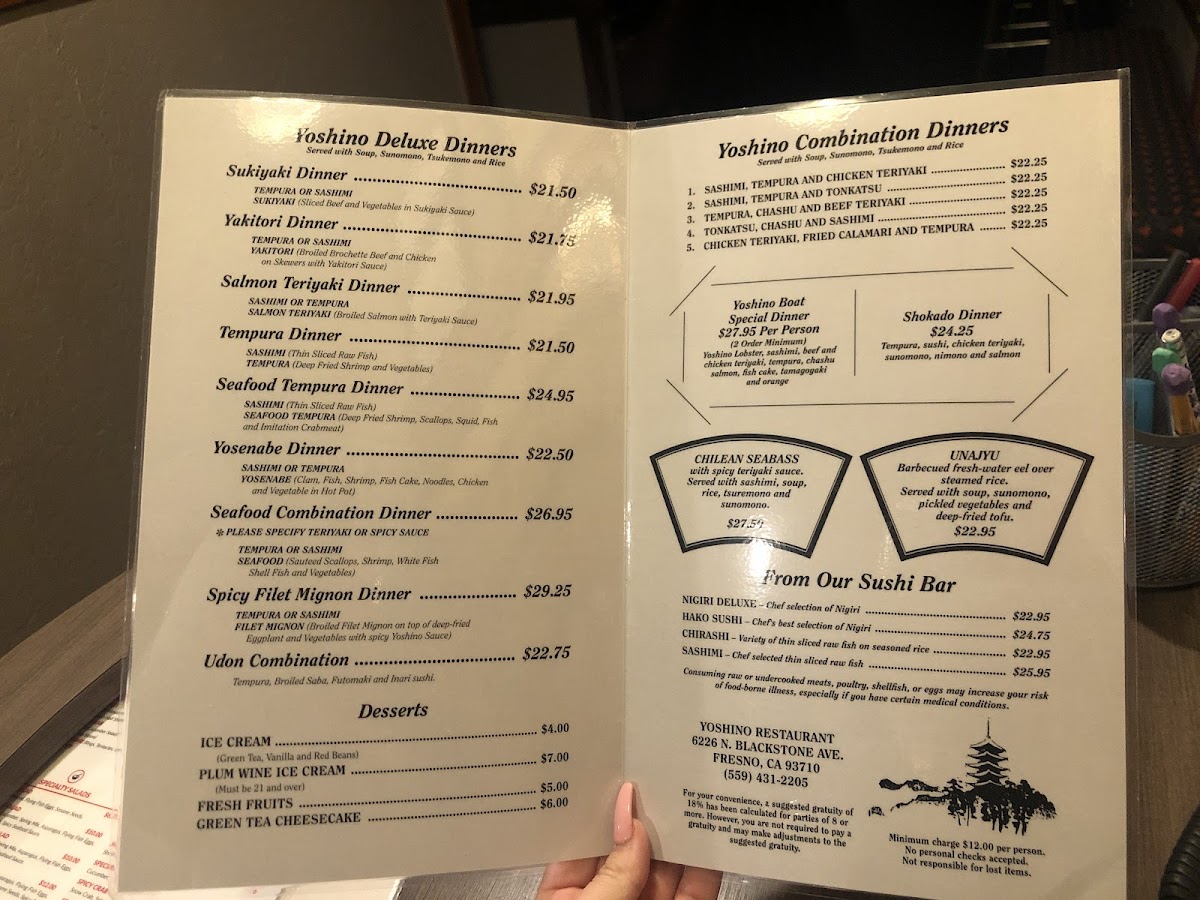 Yoshino Deluxe Dinners
Served with Soup, Sunomono, Tsukemono and Rice
Sukiyaki Dinner ........ $21.50
TEMPURA OR SASHIMI
SUKIYAKI (Sliced Beef and Vegetables in Sukiyaki Sauce)
Yakitori Dinner ........ $21.75
TEMPURA OR SASHIMI
YAKITORI (Broiled Brochette Beef and Chicken
on Skewers with Yakitori Sauce)
Salmon Teriyaki Dinner ........ $21.95
SASHIMI OR TEMPURA
SALMON TERIYAKI (Broiled Salmon with Teriyaki Sauce)
Tempura Dinner ........ $21.50
SASHIMI (Thin Sliced Raw Fish)
TEMPURA (Deep Fried Shrimp and Vegetables)
Seafood Tempura Dinner ........ $24.95
SASHIMI (Thin Sliced Raw Fish)
SEAFOOD TEMPURA (Deep Fried Shrimp, Scallops, Squid, Fish
and Imitation Crabmeat)
Yosenabe Dinner ........ $22.50
SASHIMI OR TEMPURA
YOSENABE (Clam, Fish, Shrimp, Fish Cake, Noodles, Chicken
and Vegetable in Hot Pot)
Seafood Combination Dinner ........ $26.95
* PLEASE SPECIFY TERIYAKI OR SPICY SAUCE
TEMPURA OR SASHIMI
SEAFOOD (Sauteed Scallops, Shrimp, White Fish
Shell Fish and Vegetables)
Spicy Filet Mignon Dinner ........ $29.25
TEMPURA OR SASHIMI
FILET MIGNON (Broiled Filet Mignon on top of deep-fried
Eggplant and Vegetables with spicy Yoshino Sauce)
Udon Combination ........ $22.75
Tempura, Broiled Saba, Futomaki and Inari sushi.
Desserts
ICE CREAM ........ $4.00
(Green Tea, Vanilla and Red Beans)
PLUM WINE ICE CREAM ........ $7.00
(Must be 21 and over)
FRESH FRUITS ........ $5.00
GREEN TEA CHEESECAKE ........ $6.00
Yoshino Combination Dinners
Served with Soup, Sunomono, Tsukemono and Rice
1. SASHIMI, TEMPURA AND CHICKEN TERIYAKI ........ $22.25
2. SASHIMI, TEMPURA AND TONKATSU ........ $22.25
3. TEMPURA, CHASHU AND BEEF TERIYAKI ........ $22.25
4. TONKATSU, CHASHU AND SASHIMI ........ $22.25
5. CHICKEN TERIYAKI, FRIED CALAMARI AND TEMPURA ........ $22.25
Yoshino Boat
Special Dinner
$27.95 Per Person
(2 Order Minimum)
Yoshino Lobster, sashimi, beef and
chicken teriyaki, tempura, chashu
salmon, fish cake, tamagoyaki
and orange
Shokado Dinner
$24.25
Tempura, sushi, chicken teriyaki,
sunomono, nimono and salmon
CHILEAN SEABASS
with spicy teriyaki sauce.
Served with sashimi, soup,
rice, tsuremono and
sunomono.
$27.50
UNAJYU
Barbecued fresh-water eel over
steamed rice.
Served with soup, sunomono,
pickled vegetables and
deep-fried tofu.
$22.95
From Our Sushi Bar
NIGIRI DELUXE – Chef selection of Nigiri ........ $22.95
HAKO SUSHI – Chef's best selection of Nigiri ........ $24.75
CHIRASHI – Variety of thin sliced raw fish on seasoned rice ........ $22.95
SASHIMI – Chef selected thin sliced raw fish ........ $25.95
Consuming raw or undercooked meats, poultry, shellfish, or eggs may increase your risk
of food-borne illness, especially if you have certain medical conditions.
YOSHINO RESTAURANT
6226 N. BLACKSTONE AVE.
FRESNO, CA 93710
(559) 431-2205
For your convenience, a suggested gratuity of
18% has been calculated for parties of 8 or
more. However, you are not required to pay a
gratuity and may make adjustments to the
suggested gratuity.
Minimum charge $12.00 per person.
No personal checks accepted.
Not responsible for lost items.
SPECIALTY SALADS
$10.00
$10.00
$12.00
SPICY CRAB